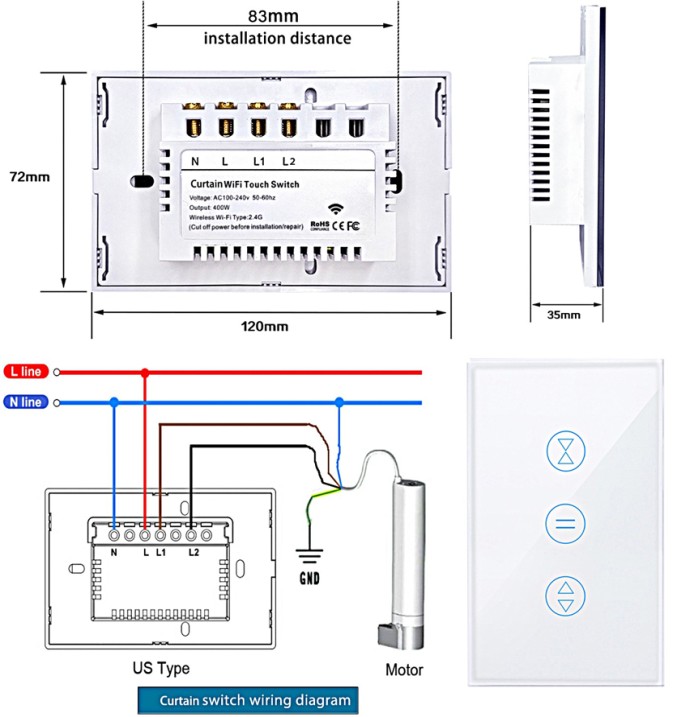 83mm
installation distance
72mm
N L L1 L2
Curtain WiFi Touch Switch
Voltage: AC100-240v 50-60hz
Output: 400W
Wireless Wi-Fi Type:2.4G
(Cut off power before installation/repair)
RoHS
COMPLIANCE
CE FC
120mm
35mm
L line
N line
N L L1 L2
GND
US Type
Motor
Curtain switch wiring diagram